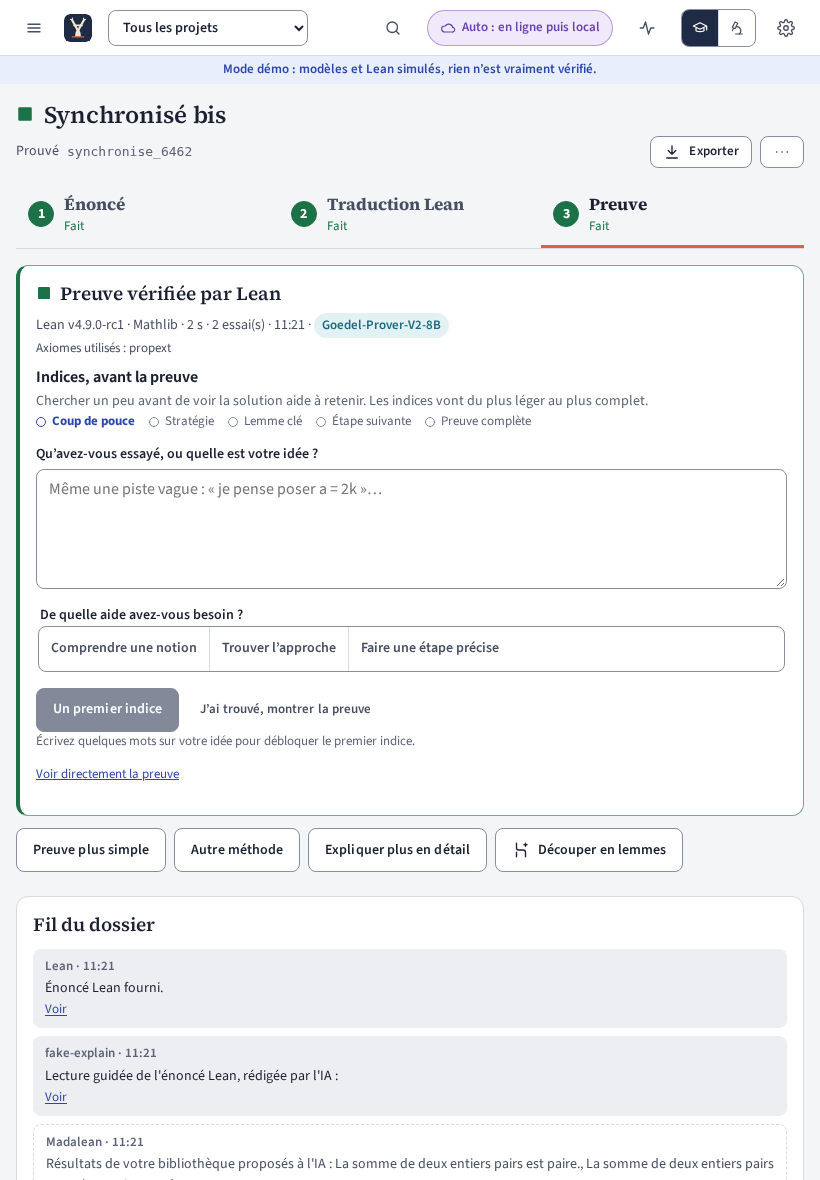 Tous les projets
Auto : en ligne puis local
Mode démo : modèles et Lean simulés, rien n’est vraiment vérifié.
Synchronisé bis
Prouvé synchronise_6462
Exporter
...
1 Énoncé
Fait
2 Traduction Lean
Fait
3 Preuve
Fait
Preuve vérifiée par Lean
Lean v4.9.0-rc1 · Mathlib · 2 s · 2 essai(s) · 11:21 · Goedel-Prover-V2-8B
Axiomes utilisés : propext
Indices, avant la preuve
Chercher un peu avant de voir la solution aide à retenir. Les indices vont du plus léger au plus complet.
Coup de pouce Stratégie Lemme clé Étape suivante Preuve complète
Qu’avez-vous essayé, ou quelle est votre idée ?
Même une piste vague : « je pense poser a = 2k »…
De quelle aide avez-vous besoin ?
Comprendre une notion Trouver l’approche Faire une étape précise
Un premier indice J’ai trouvé, montrer la preuve
Écrivez quelques mots sur votre idée pour débloquer le premier indice.
Voir directement la preuve
Preuve plus simple Autre méthode Expliquer plus en détail Découper en lemmes
Fil du dossier
Lean · 11:21
Énoncé Lean fourni.
Voir
fake-explain · 11:21
Lecture guidée de l'énoncé Lean, rédigée par l'IA :
Voir
Madalean · 11:21
Résultats de votre bibliothèque proposés à l'IA : La somme de deux entiers pairs est paire., La somme de deux entiers pairs